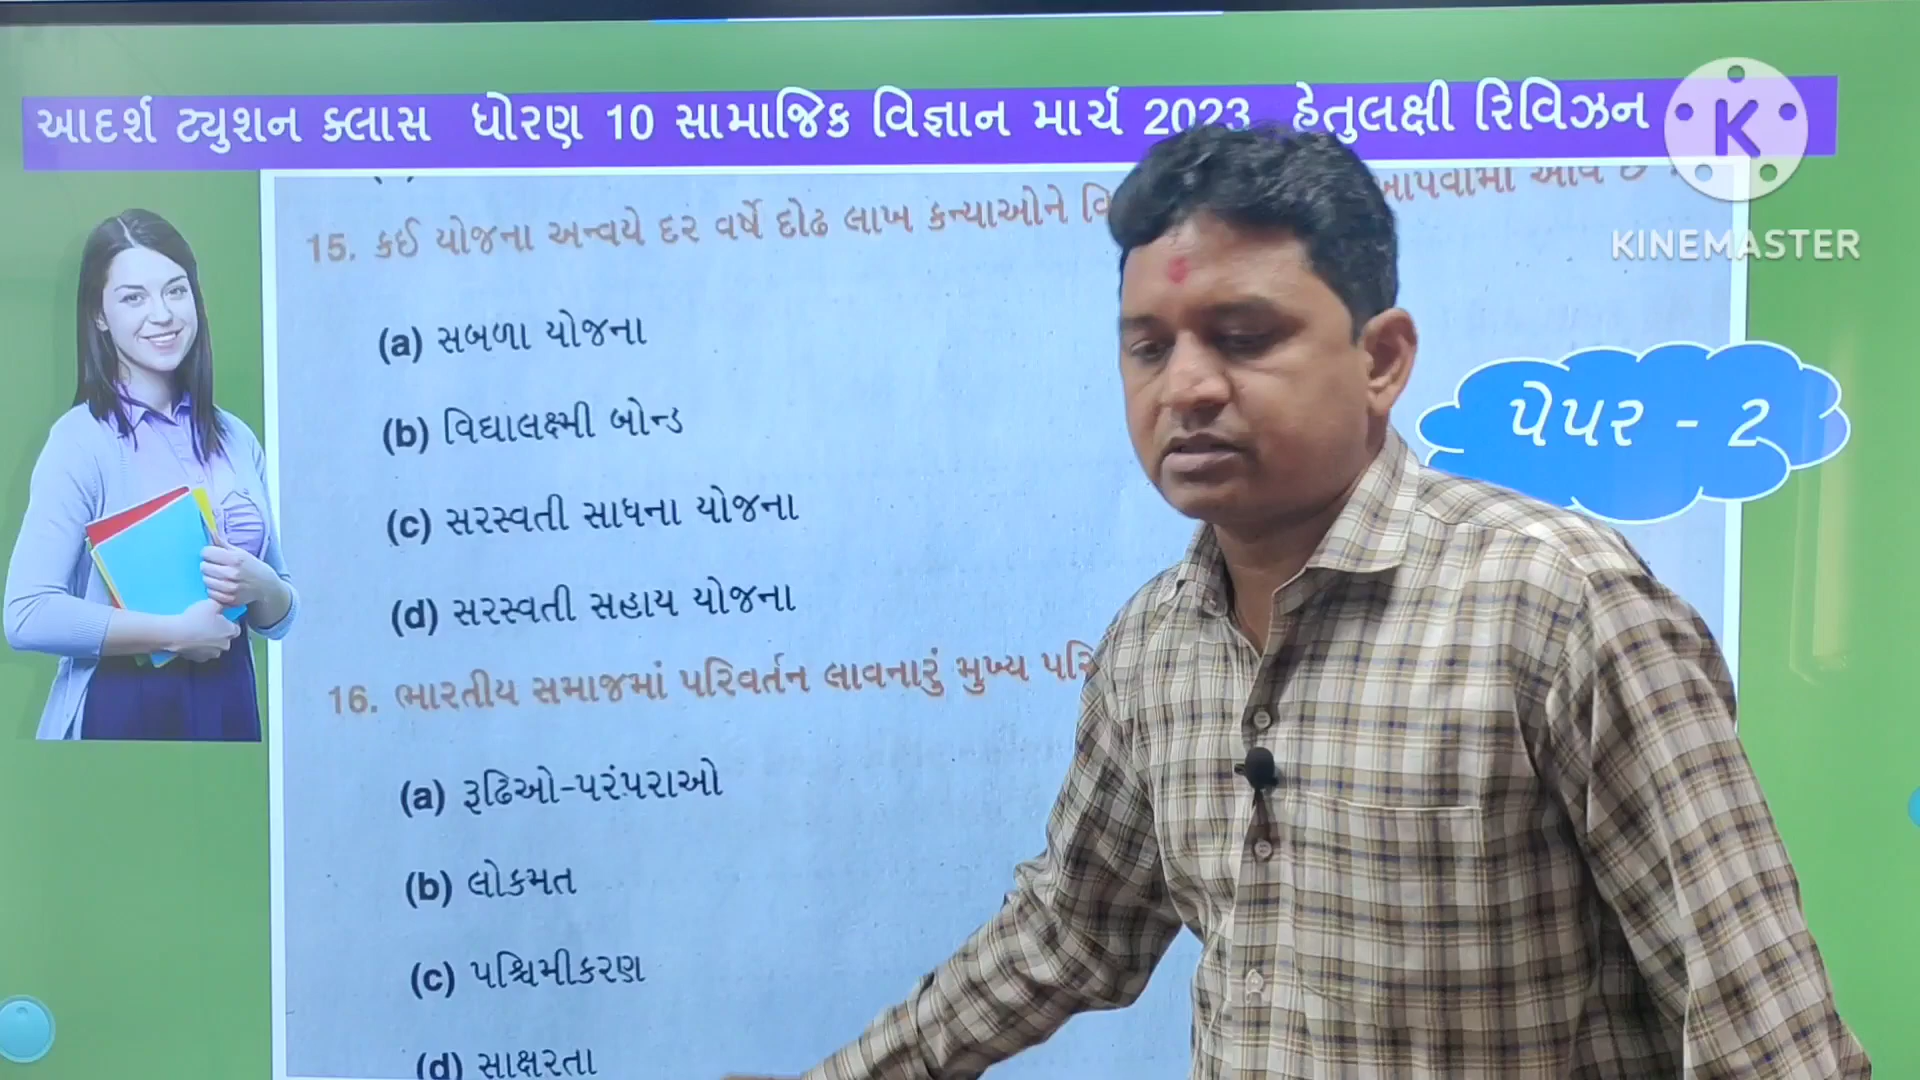 આદર્શ ટ્યુશન ક્લાસ ધોરણ 10 સામાજિક વિજ્ઞાન માર્ચ 2023 હેતુલક્ષી રિવિઝન
K
KINEMASTER
15. કઈ યોજના અન્વયે દર વર્ષે દોઢ લાખ કન્યાઓને
(a) સબળા યોજના
(b) વિદ્યાલક્ષ્મી બોન્ડ
(c) સરસ્વતી સાધના યોજના
(d) સરસ્વતી સહાય યોજના
16. ભારતીય સમાજમાં પરિવર્તન લાવનારું મુખ્ય
(a) રૂઢિઓ-પરંપરાઓ
(b) લોકમત
(c) પશ્ચિમીકરણ
(d) સાક્ષરતા
પેપર - 2